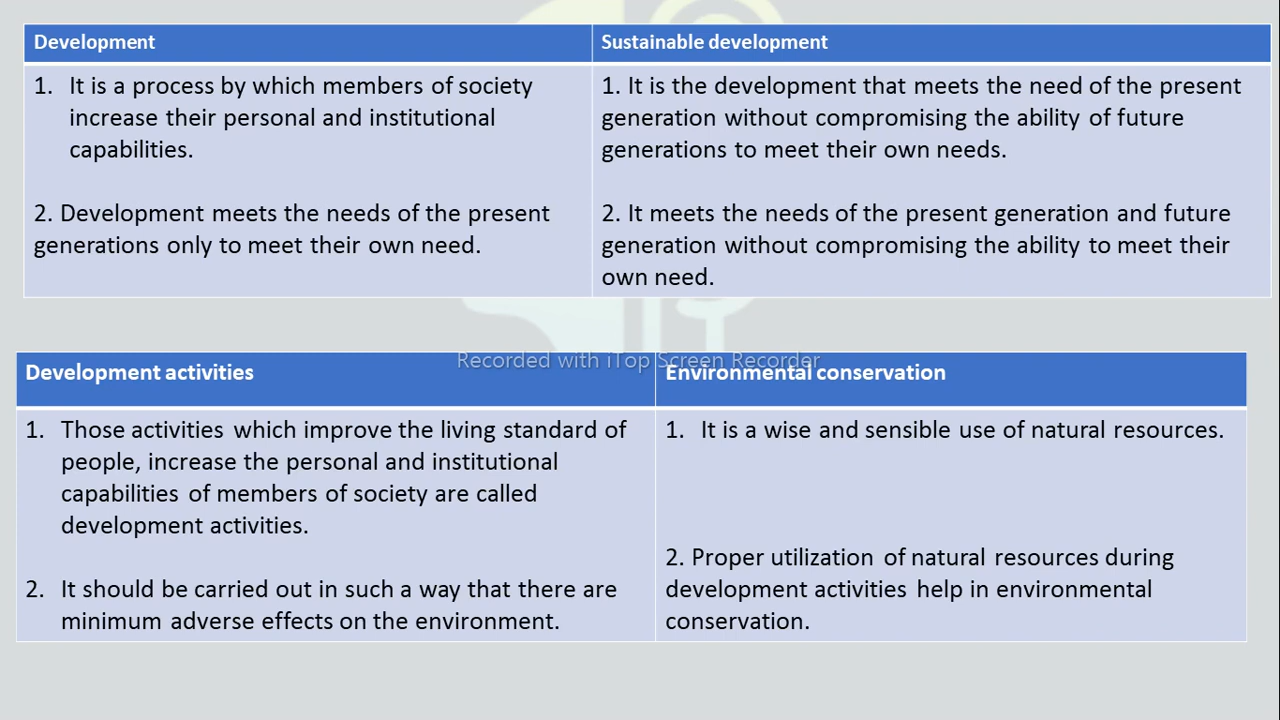 Development
Sustainable development
1. It is a process by which members of society
increase their personal and institutional
capabilities.
2. Development meets the needs of the present
generations only to meet their own need.
1. It is the development that meets the need of the present
generation without compromising the ability of future
generations to meet their own needs.
2. It meets the needs of the present generation and future
generation without compromising the ability to meet their
own need.
Recorded with iTop Screen Recorder
Development activities
Environmental conservation
1. Those activities which improve the living standard of
people, increase the personal and institutional
capabilities of members of society are called
development activities.
2. It should be carried out in such a way that there are
minimum adverse effects on the environment.
1. It is a wise and sensible use of natural resources.
2. Proper utilization of natural resources during
development activities help in environmental
conservation.